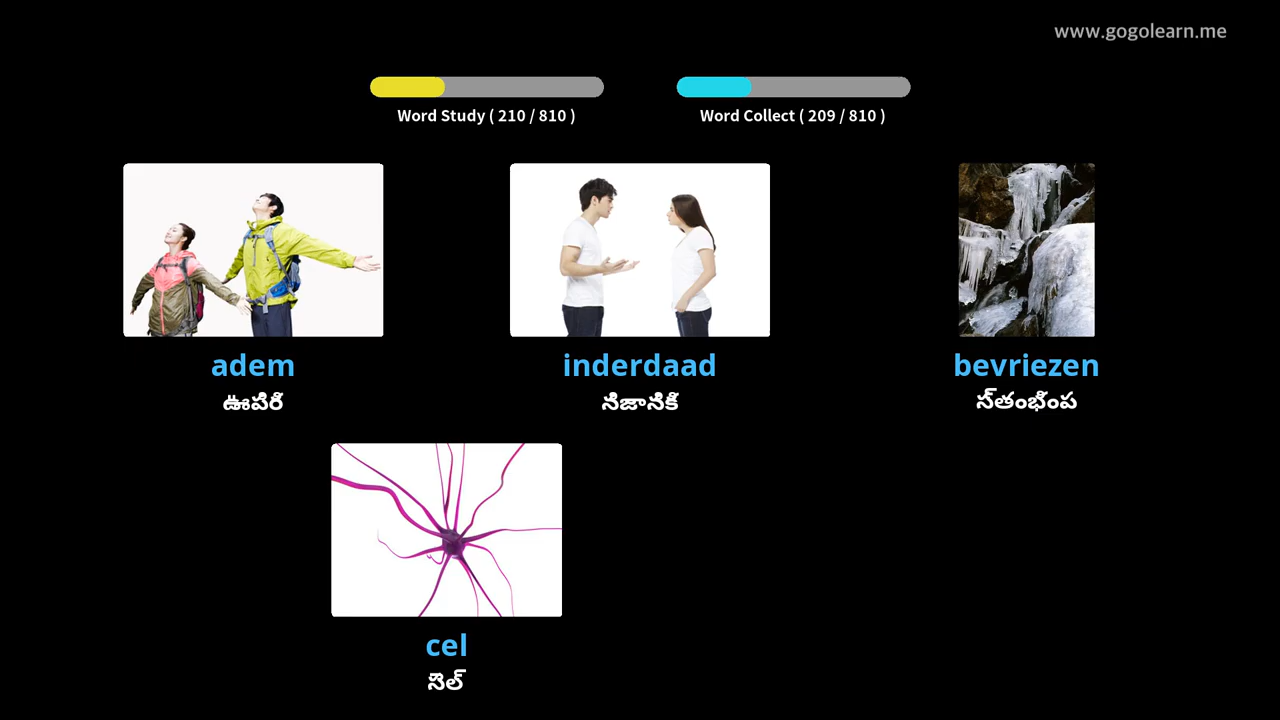 www.gogolearn.me
Word Study ( 210 / 810 )
Word Collect ( 209 / 810 )
adem
inderdaad
bevriezen
ఊపిరి
నిజానికి
స్తంభింప
cel
సెల్